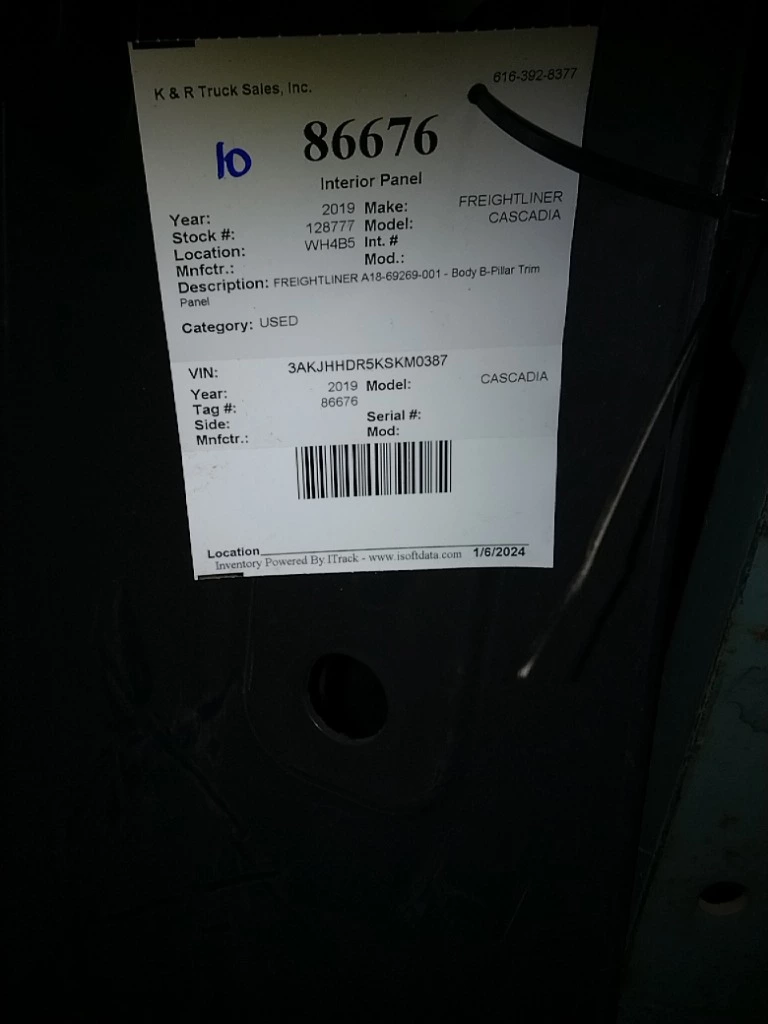 K & R Truck Sales, Inc. 616-392-8377
10 86676
Interior Panel
Year: 2019 Make: FREIGHTLINER
Stock #: 128777 Model: CASCADIA
Location: WH4B5 Int. #
Mnfctr.: Mod.:
Description: FREIGHTLINER A18-69269-001 - Body B-Pillar Trim
Panel
Category: USED
VIN: 3AKJHHDR5KSKM0387
Year: 2019 Model: CASCADIA
Tag #: 86676
Side: Serial #:
Mnfctr.: Mod:
Location
Inventory Powered By ITrack - www.isoftdata.com 1/6/2024